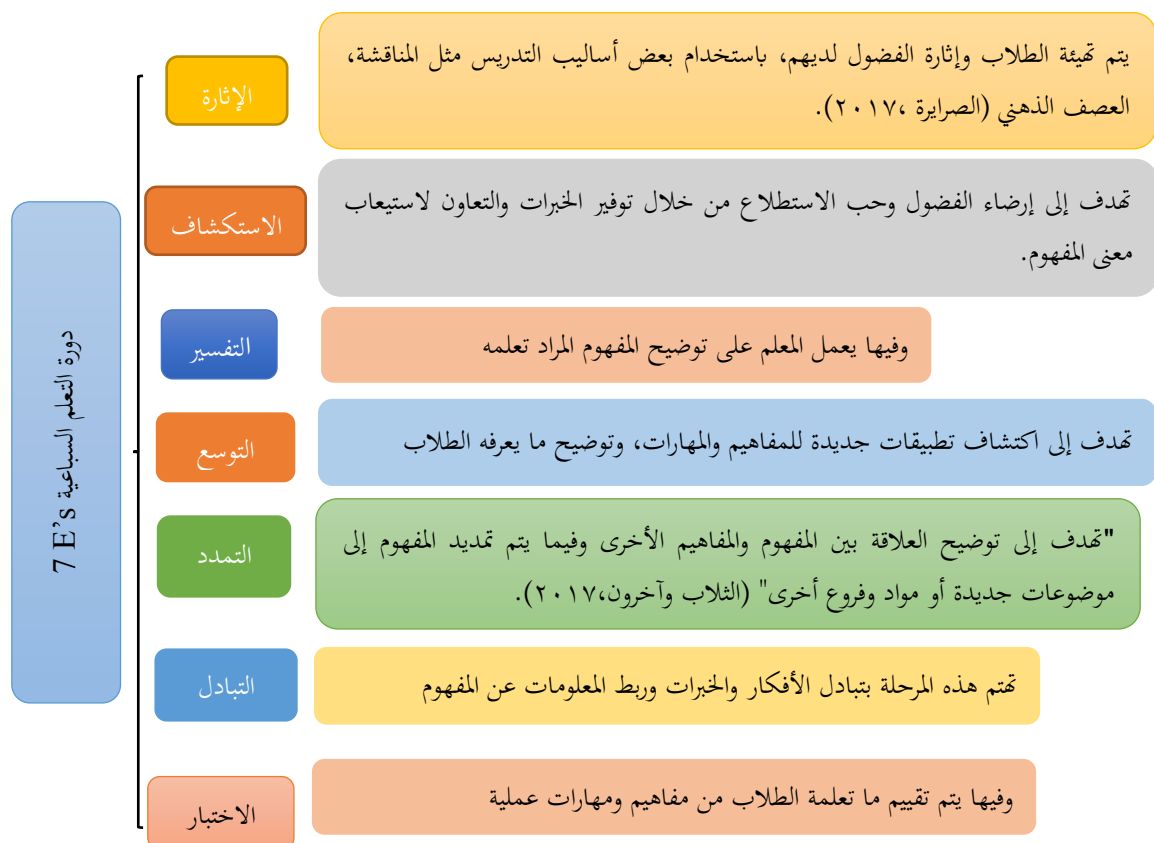 دورة التعلم السباعية 7 E’s
الإثارة
يتم تهيئة الطلاب وإثارة الفضول لديهم، باستخدام بعض أساليب التدريس مثل المناقشة،
العصف الذهني (الصرايرة ،٢٠١٧).
الاستكشاف
تهدف إلى إرضاء الفضول وحب الاستطلاع من خلال توفير الخبرات والتعاون لاستيعاب
معنى المفهوم.
التفسير
وفيها يعمل المعلم على توضيح المفهوم المراد تعلمه
التوسع
تهدف إلى اكتشاف تطبيقات جديدة للمفاهيم والمهارات، وتوضيح ما يعرفه الطلاب
التمدد
"تهدف إلى توضيح العلاقة بين المفهوم والمفاهيم الأخرى وفيما يتم تمديد المفهوم إلى
موضوعات جديدة أو مواد وفروع أخرى" (الثلاب وآخرون،٢٠١٧).
التبادل
تهتم هذه المرحلة بتبادل الأفكار والخبرات وربط المعلومات عن المفهوم
الاختبار
وفيها يتم تقييم ما تعلمة الطلاب من مفاهيم ومهارات عملية